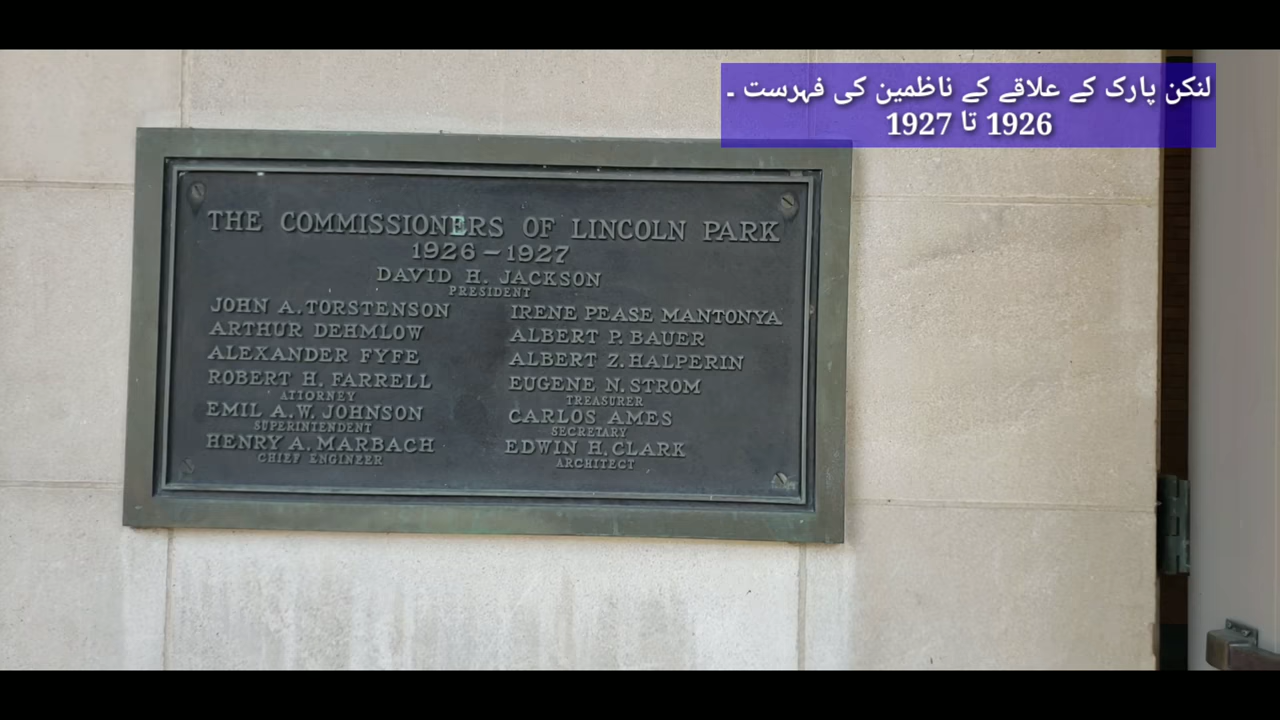 لنکن پارک کے علاقے کے ناظمین کی فہرست ۔
1926 تا 1927
THE COMMISSIONERS OF LINCOLN PARK
1926 – 1927
DAVID H. JACKSON
PRESIDENT
JOHN A. TORSTENSON
ARTHUR DEHMLOW
ALEXANDER FYFE
ROBERT H. FARRELL
ATTORNEY
EMIL A. W. JOHNSON
SUPERINTENDENT
HENRY A. MARBACH
CHIEF ENGINEER
IRENE PEASE MANTONYA
ALBERT P. BAUER
ALBERT Z. HALPERIN
EUGENE N. STROM
TREASURER
CARLOS AMES
SECRETARY
EDWIN H. CLARK
ARCHITECT